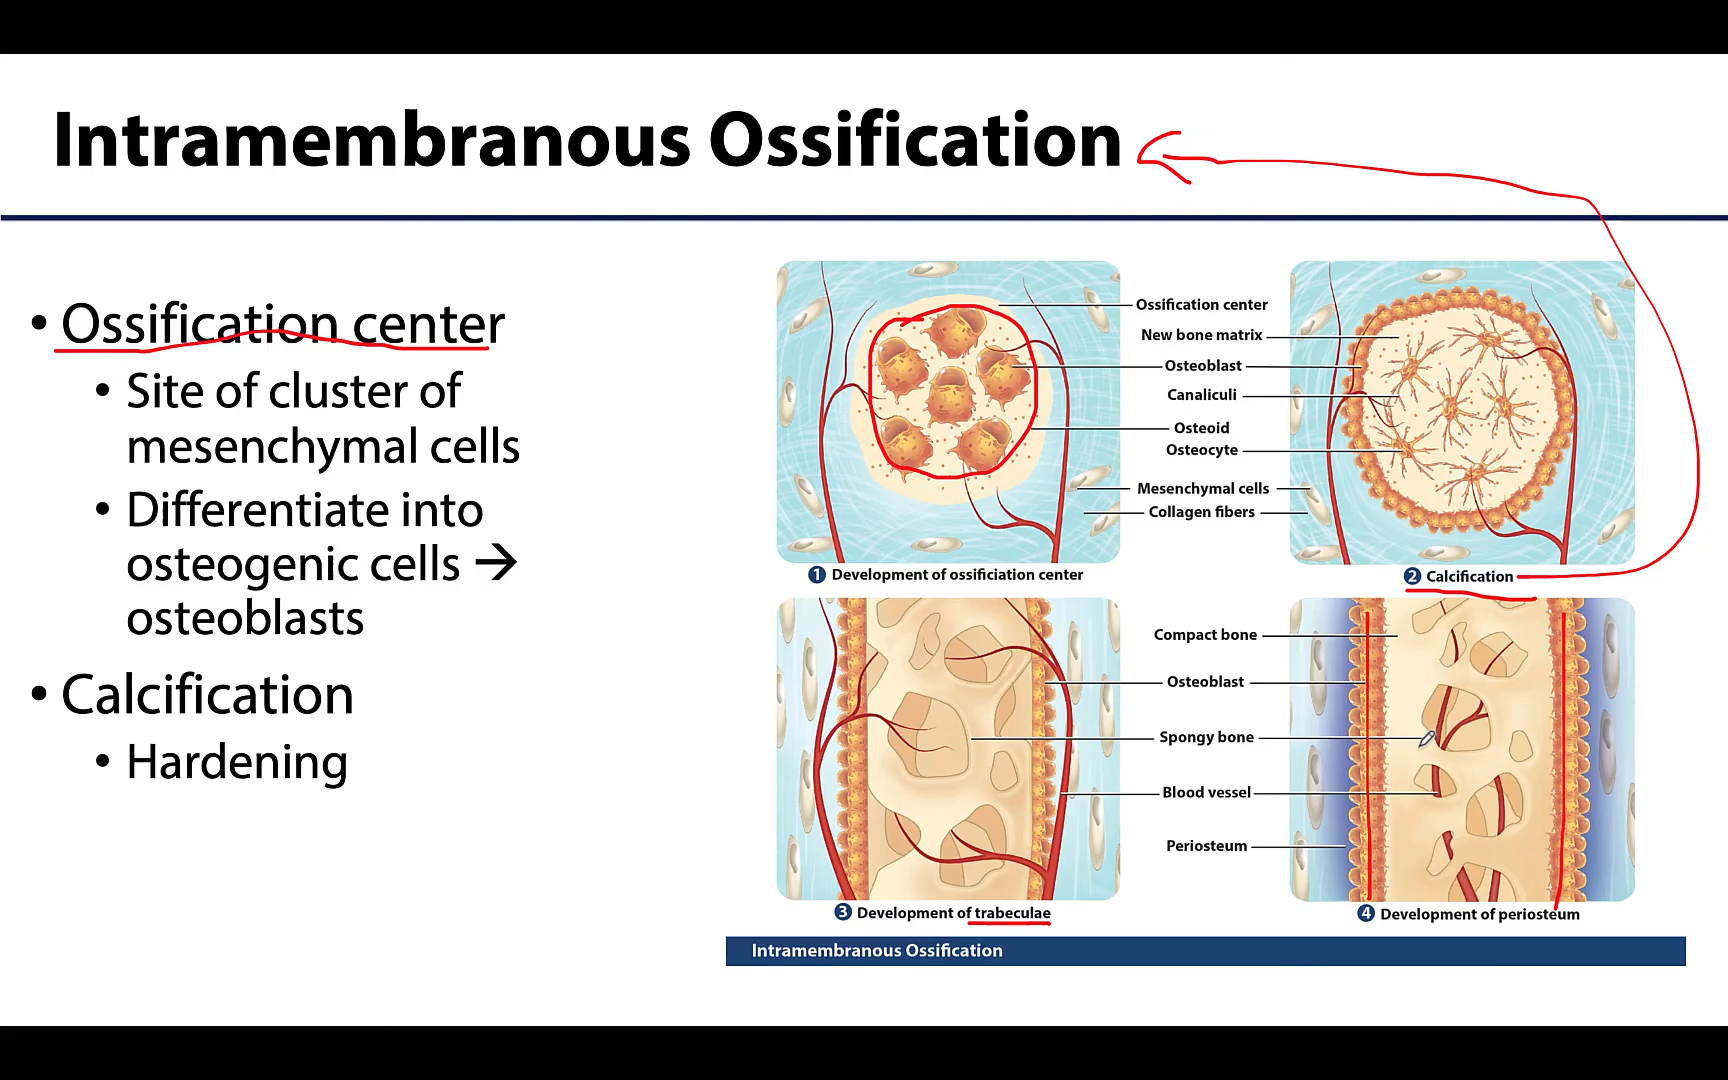 Intramembranous Ossification
• Ossification center
• Site of cluster of
mesenchymal cells
• Differentiate into
osteogenic cells →
osteoblasts
• Calcification
• Hardening
Ossification center
New bone matrix
Osteoblast
Canaliculi
Osteoid
Osteocyte
Mesenchymal cells
Collagen fibers
1 Development of ossificiation center
2 Calcification
Compact bone
Osteoblast
Spongy bone
Blood vessel
Periosteum
3 Development of trabeculae
4 Development of periosteum
Intramembranous Ossification